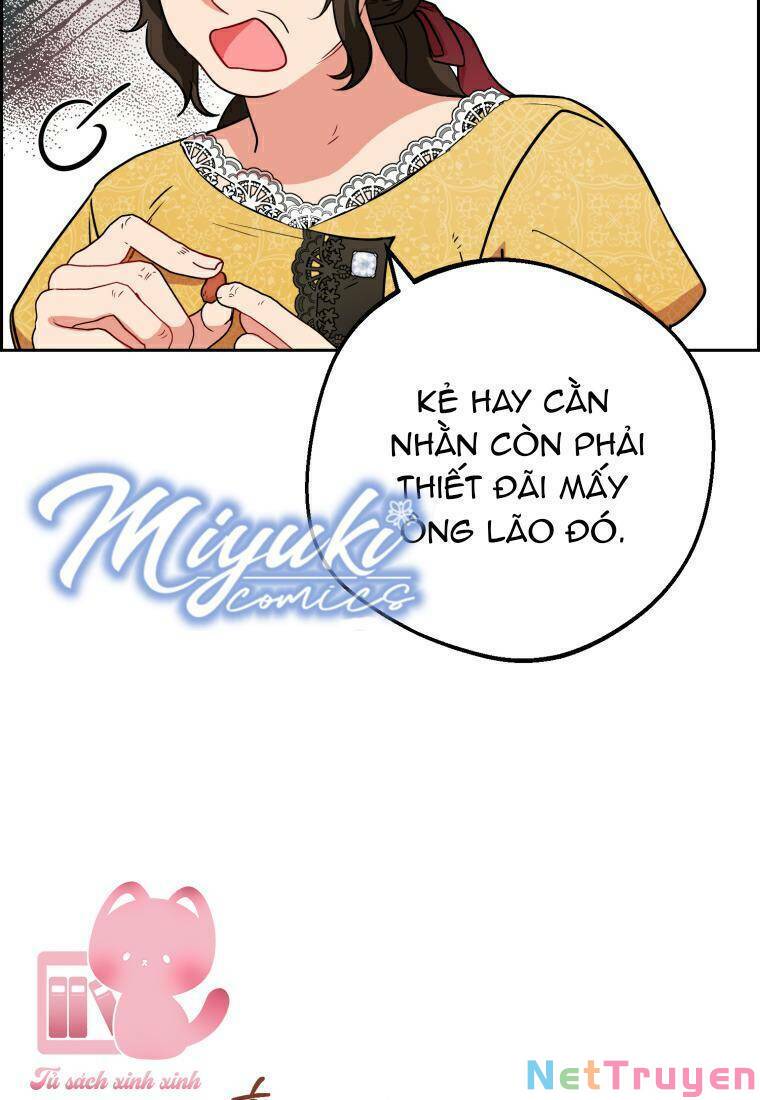 KẺ HAY CẰN
NHẰN CÒN PHẢI
THIẾT ĐÃI MẤY
ÔNG LÃO ĐÓ.
Miyuki
comics
Tủ sách xinh xinh
NetTruyen